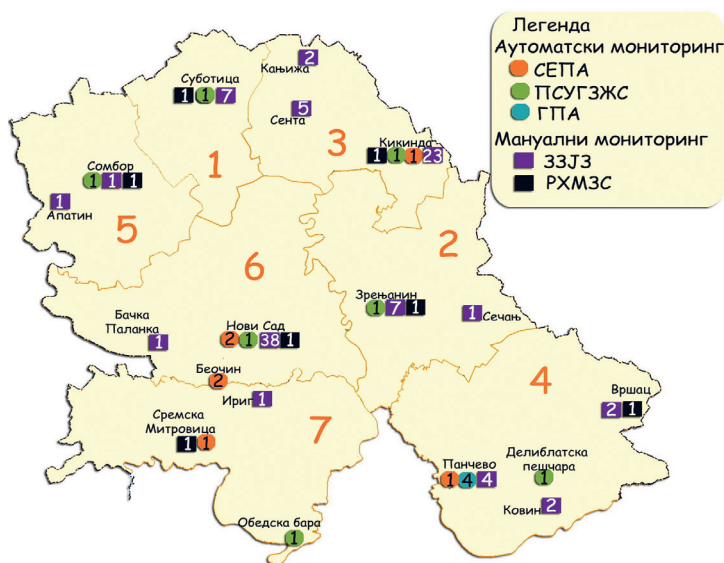 Легенда
Аутоматски мониторинг
СЕПА
ПСУГЗЖС
ГПА
Мануални мониторинг
ЗЗЈЗ
РХМЗС
Кањижа
2
Суботица
1 1 7
5
Сента
Кикинда
1 1 1 23
1
3
Сомбор
1 1 1
1
Апатин
5
6
2
Зрењанин
1 7 1
1
Сечањ
Бачка
Паланка
1
Нови Сад
2 1 38 1
Беочин
2
Ириг
1
4
Вршац
2 1
Сремска
Митровица
1 1
7
Панчево
1 4 4
Делиблатска
пешчара
1
Ковин
2
Обедска бара
1